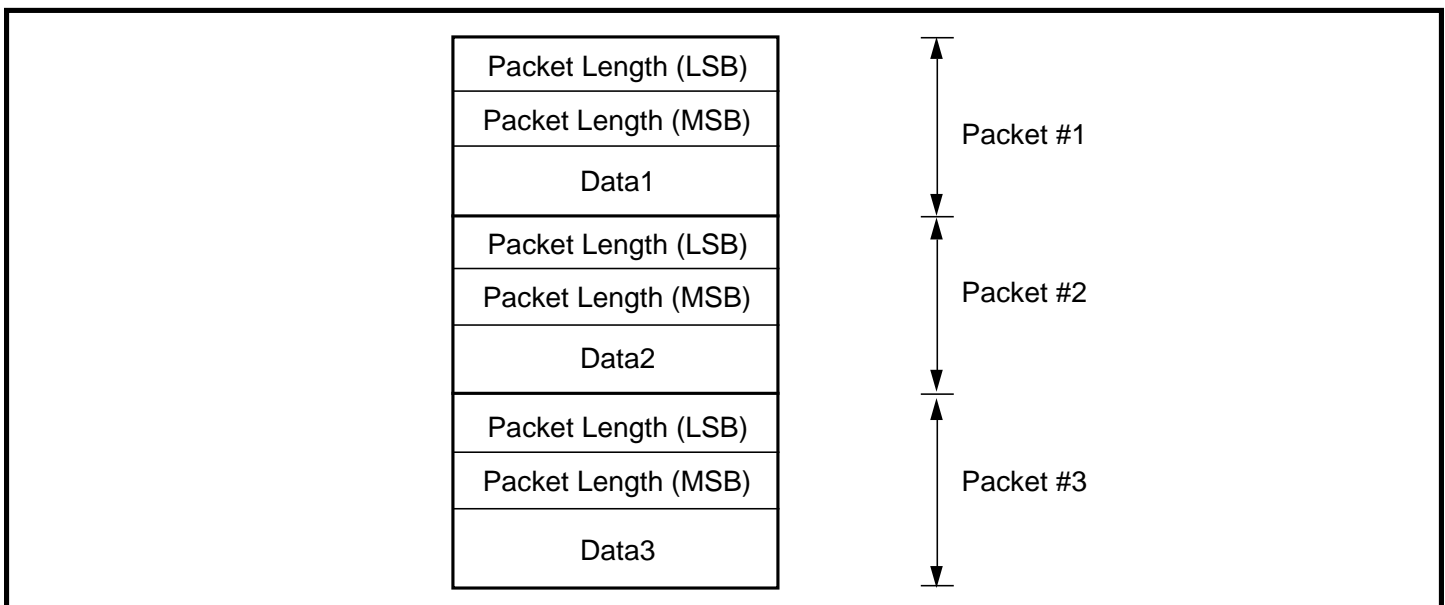 Packet Length (LSB)
Packet Length (MSB)
Data1
Packet #1
Packet Length (LSB)
Packet Length (MSB)
Data2
Packet #2
Packet Length (LSB)
Packet Length (MSB)
Data3
Packet #3